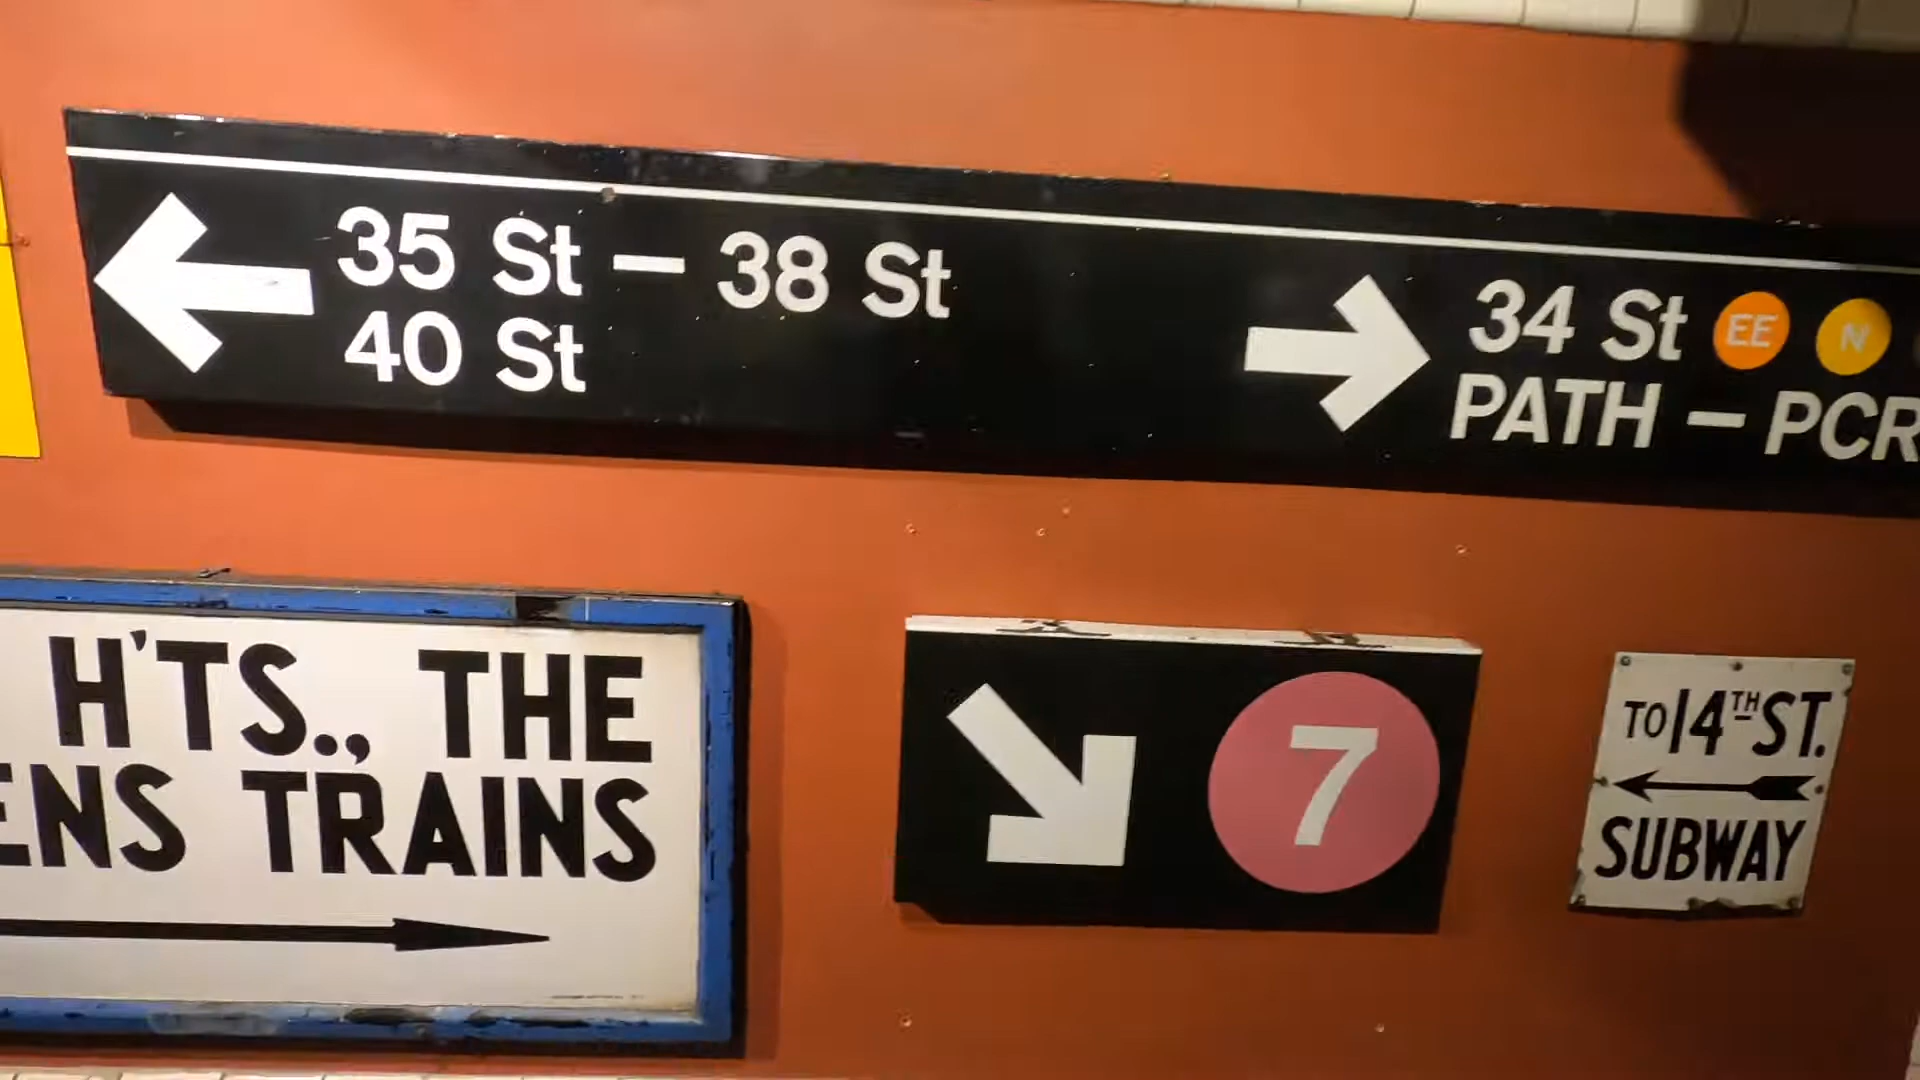 35 St – 38 St
40 St
34 St EE N
PATH – PCR
H'TS., THE
ENS TRAINS
7
TO 14TH ST.
SUBWAY